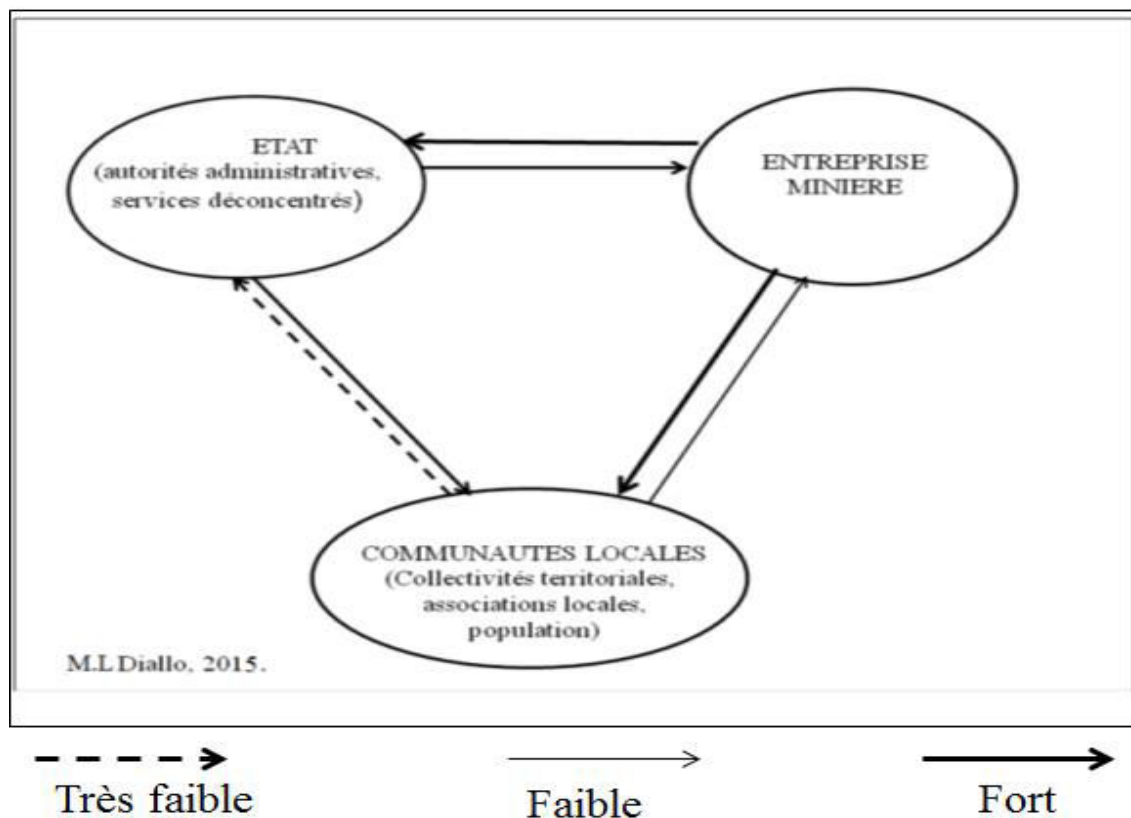 ETAT
(autorités administratives,
services déconcentrés)
ENTREPRISE
MINIERE
COMMUNAUTES LOCALES
(Collectivités territoriales,
associations locales,
population)
M.L Diallo, 2015.
Très faible
Faible
Fort